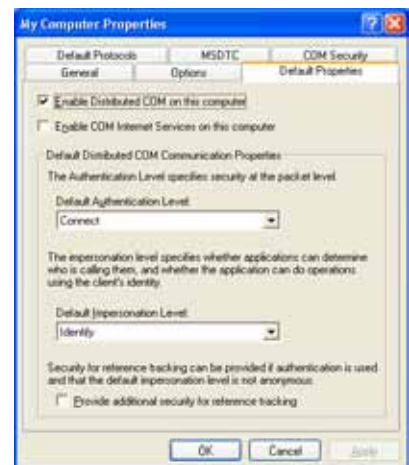 My Computer Properties
Default Protocols MSDTC COM Security
General Options Default Properties
Enable Distributed COM on this computer
Enable COM Internet Services on this computer
Default Distributed COM Communication Properties
The Authentication Level specifies security at the packet level.
Default Authentication Level:
Connect
The impersonation level specifies whether applications can determine
who is calling them, and whether the application can do operations
using the client's identity.
Default Impersonation Level:
Identify
Security for reference tracking can be provided if authentication is used
and that the default impersonation level is not anonymous
Provide additional security for reference tracking
OK Cancel Apply